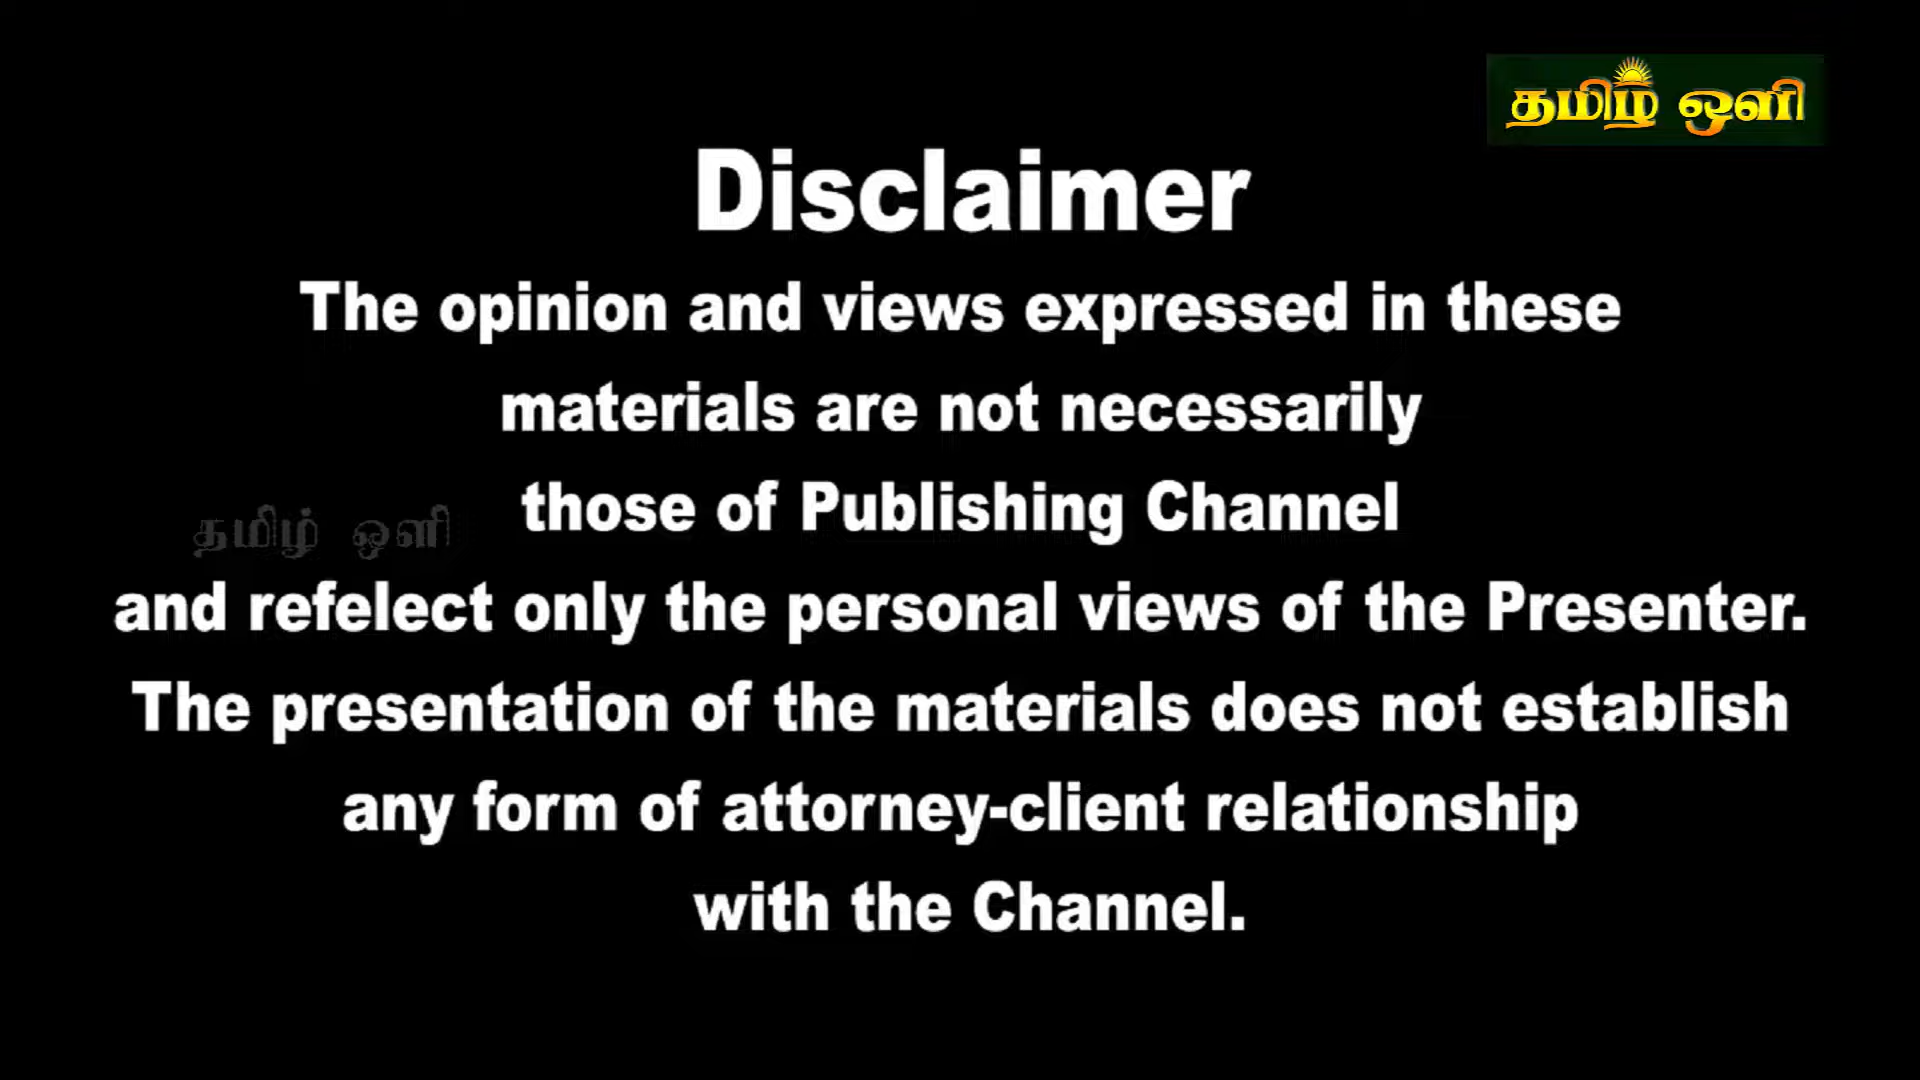 தமிழ் ஒளி
Disclaimer
The opinion and views expressed in these
materials are not necessarily
those of Publishing Channel
தமிழ் ஒளி
and refelect only the personal views of the Presenter.
The presentation of the materials does not establish
any form of attorney-client relationship
with the Channel.